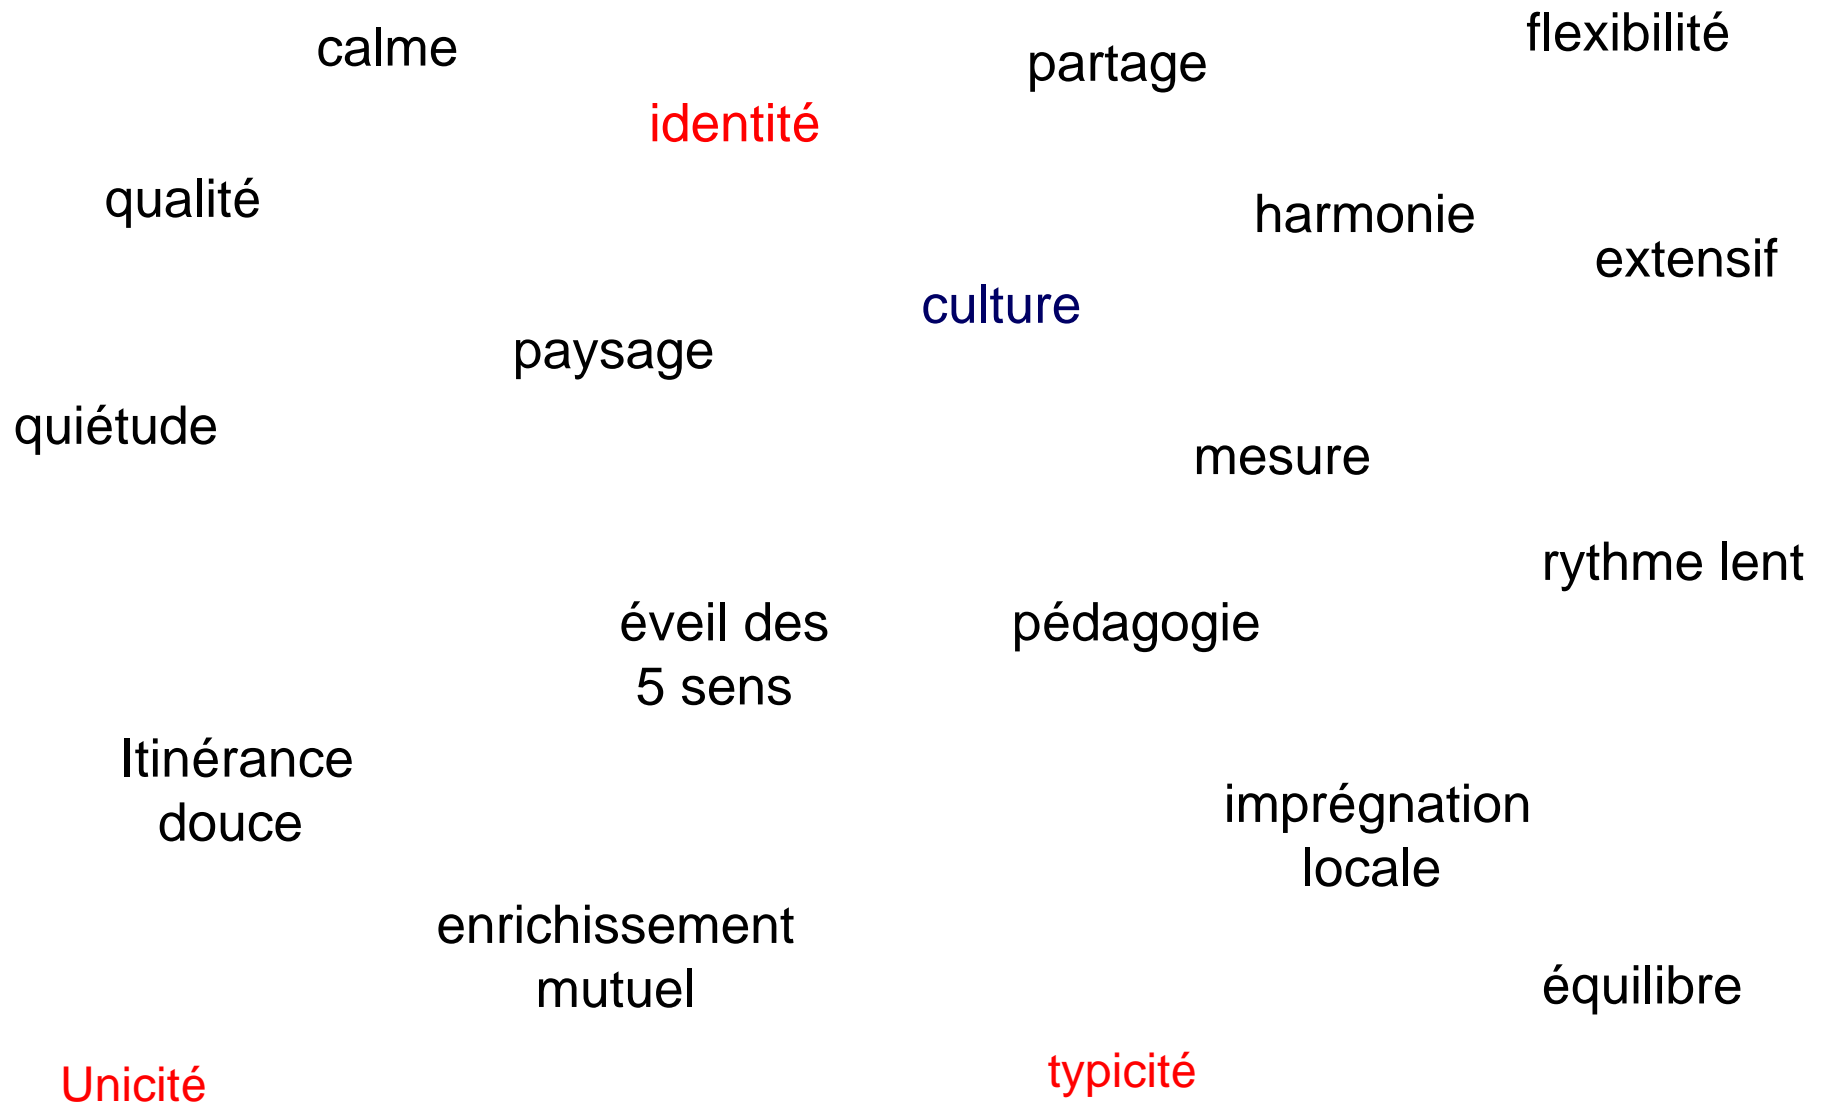 calme
partage
flexibilité
identité
qualité
harmonie
extensif
culture
paysage
quiétude
mesure
rythme lent
éveil des
5 sens
pédagogie
Itinérance
douce
imprégnation
locale
enrichissement
mutuel
équilibre
Unicité
typicité